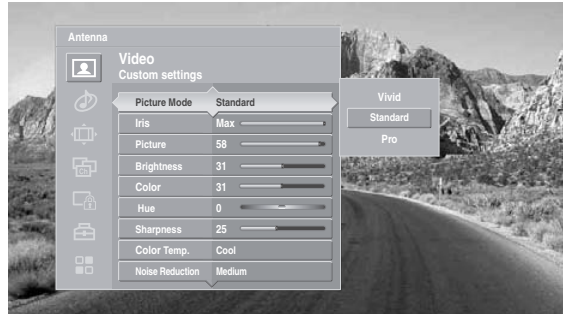 Antenna
Video
Custom settings
Picture Mode Standard
Iris Max
Picture 58
Brightness 31
Color 31
Hue 0
Sharpness 25
Color Temp. Cool
Noise Reduction Medium
Vivid
Standard
Pro
Ch